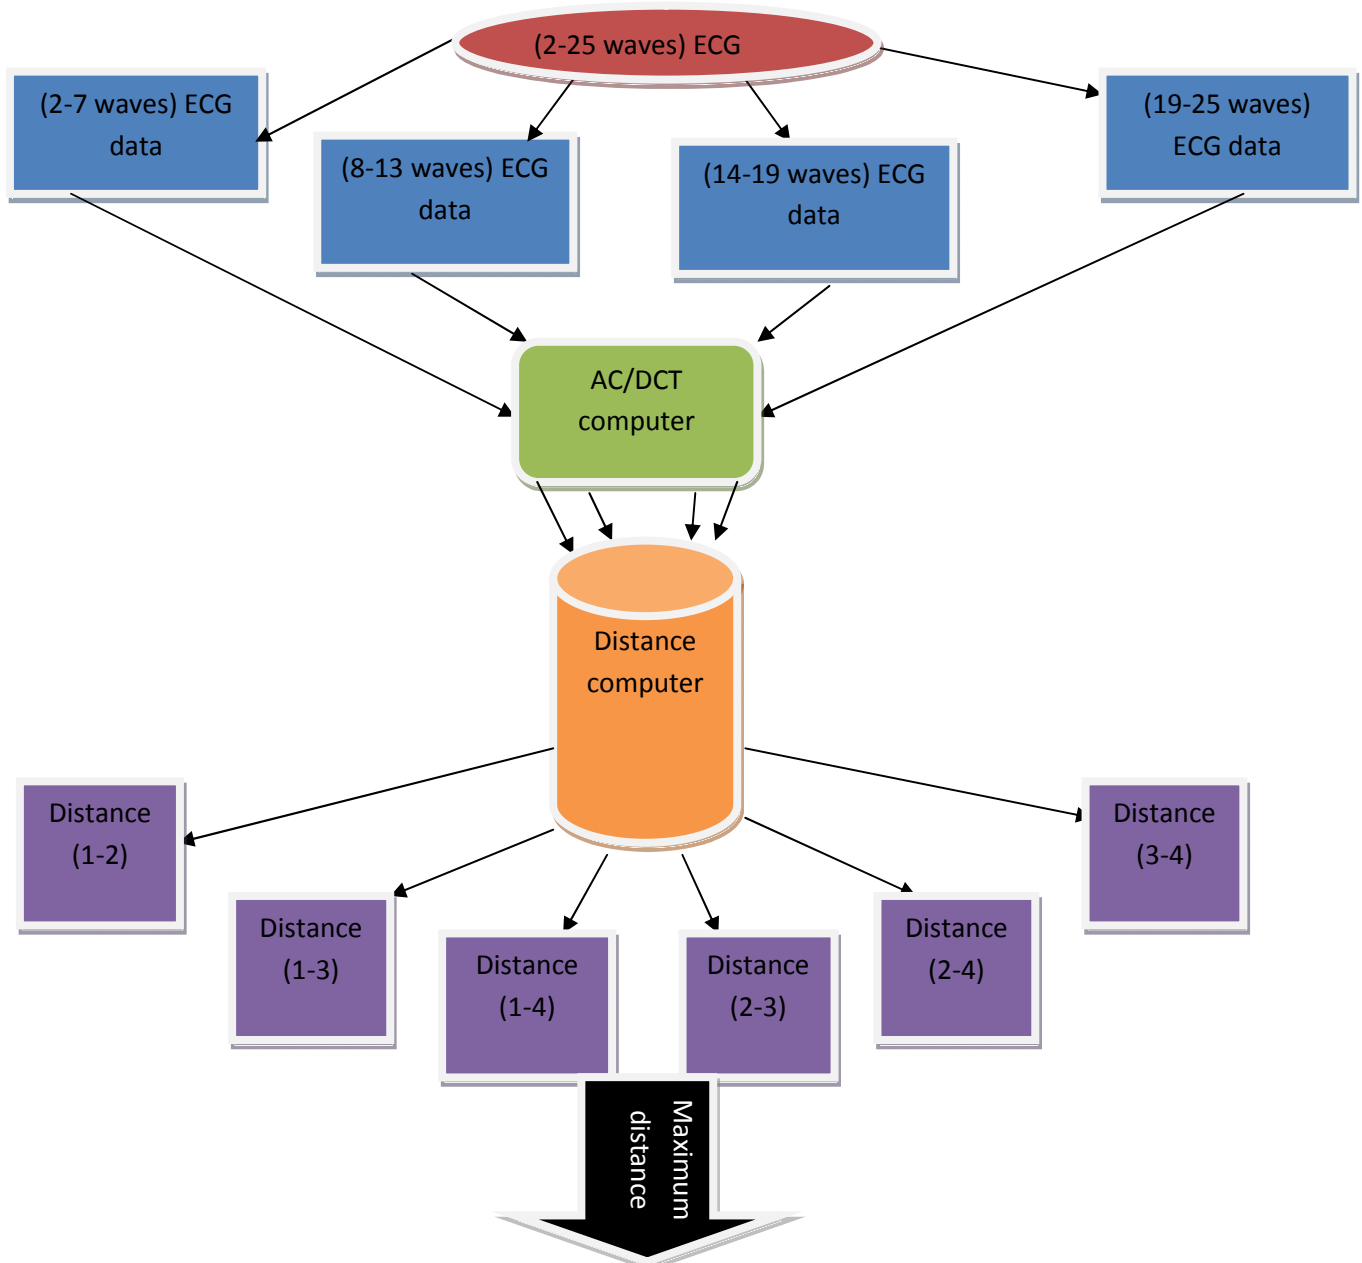 (2-25 waves) ECG
(2-7 waves) ECG
data
(8-13 waves) ECG
data
(14-19 waves) ECG
data
(19-25 waves)
ECG data
AC/DCT
computer
Distance
computer
Distance
(1-2)
Distance
(1-3)
Distance
(1-4)
Distance
(2-3)
Distance
(2-4)
Distance
(3-4)
Maximum
distance